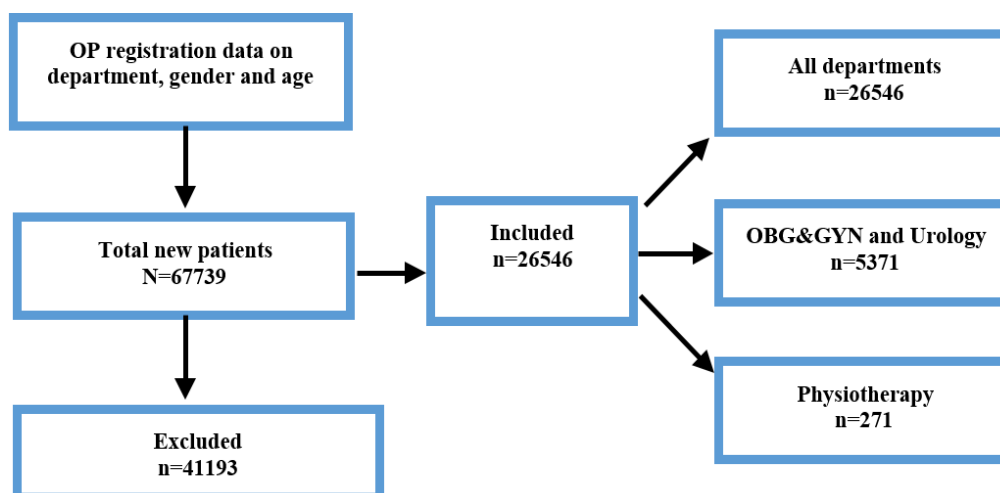 OP registration data on
department, gender and age
Total new patients
N=67739
Excluded
n=41193
Included
n=26546
All departments
n=26546
OBG&GYN and Urology
n=5371
Physiotherapy
n=271